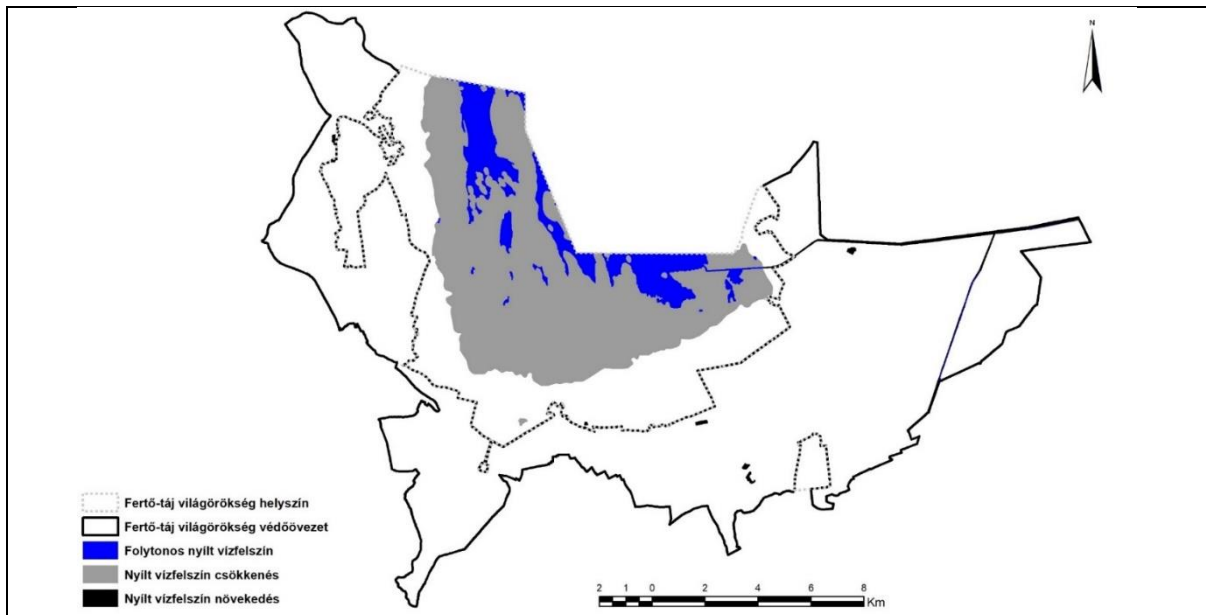 N
Fertő-táj világörökség helyszín
Fertő-táj világörökség védőövezet
Folytonos nyílt vízfelszín
Nyílt vízfelszín csökkenés
Nyílt vízfelszín növekedés
2 1 0 2 4 6 8
Km